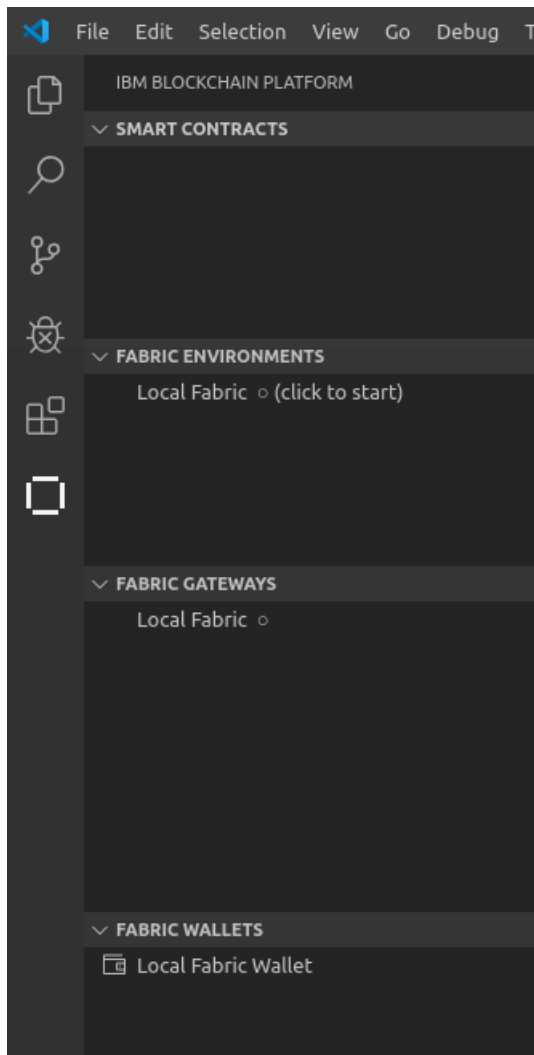 File Edit Selection View Go Debug
IBM BLOCKCHAIN PLATFORM
SMART CONTRACTS
FABRIC ENVIRONMENTS
Local Fabric ○ (click to start)
FABRIC GATEWAYS
Local Fabric ○
FABRIC WALLETS
Local Fabric Wallet